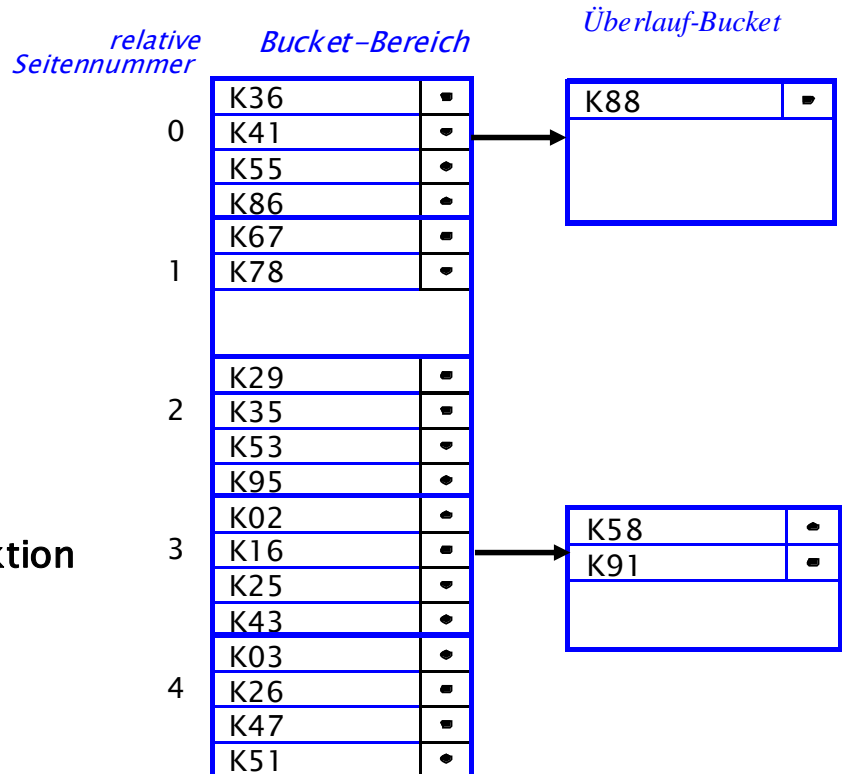 relative
Seitennummer
Bucket-Bereich
Überlauf-Bucket
0
K36
K41
K55
K86
K88
1
K67
K78
2
K29
K35
K53
K95
ktion
3
K02
K16
K25
K43
K58
K91
4
K03
K26
K47
K51